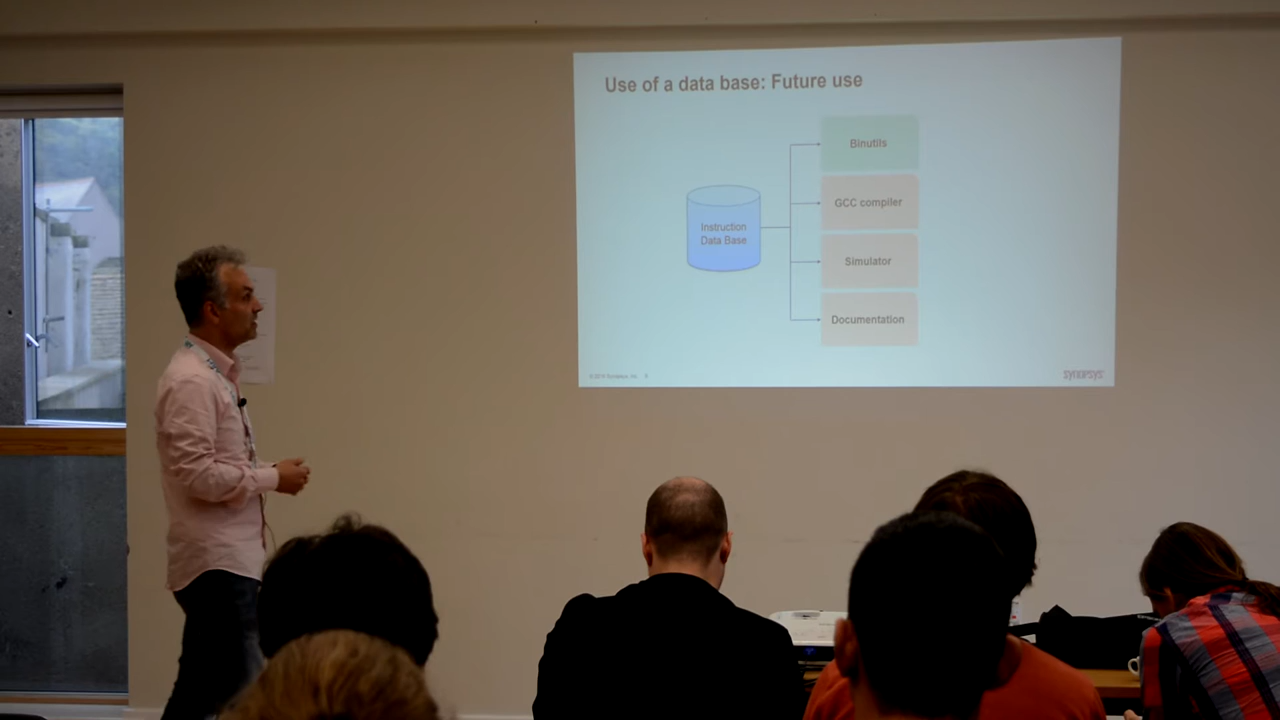 Use of a data base: Future use
Binutils
GCC compiler
Instruction
Data Base
Simulator
Documentation
SYNOPSYS